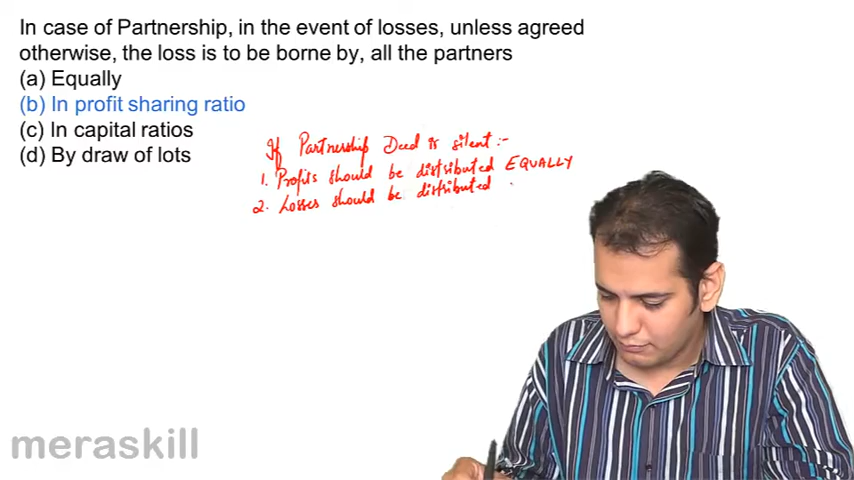 In case of Partnership, in the event of losses, unless agreed
otherwise, the loss is to be borne by, all the partners
(a) Equally
(b) In profit sharing ratio
(c) In capital ratios
(d) By draw of lots
If Partnership Deed is silent :-
1. Profits should be distributed EQUALLY
2. Losses should be distributed
meraskill